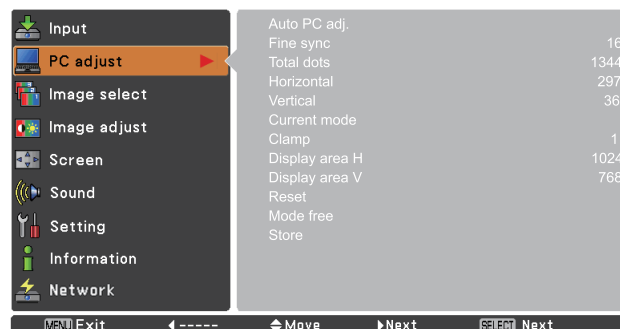 Input
PC adjust
Image select
Image adjust
Screen
Sound
Setting
Information
Network
Auto PC adj.
Fine sync 16
Total dots 1344
Horizontal 297
Vertical 36
Current mode
Clamp 1
Display area H 1024
Display area V 768
Reset
Mode free
Store
MENU Exit ----- Move Next SELECT Next